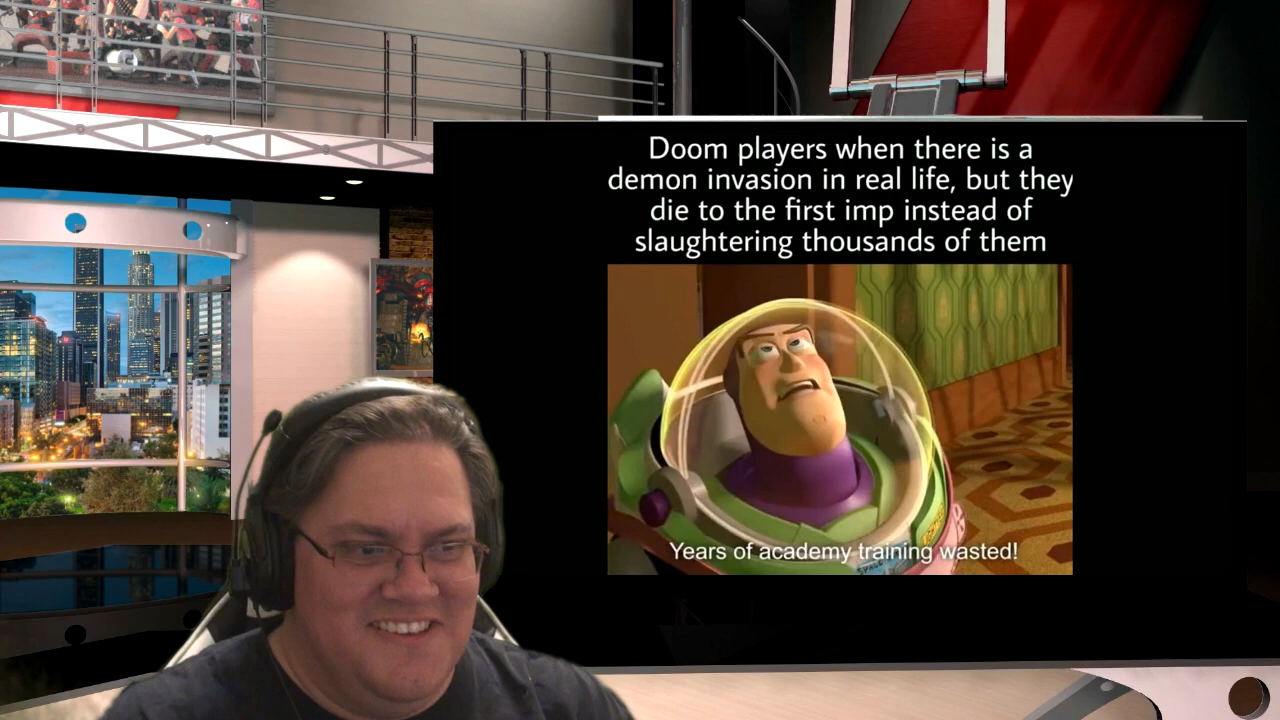 Doom players when there is a
demon invasion in real life, but they
die to the first imp instead of
slaughtering thousands of them
Years of academy training wasted!